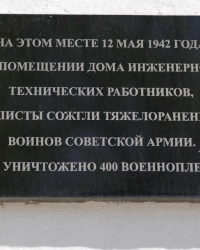 НА ЭТОМ МЕСТЕ 12 МАЯ 1942 ГОДА
ПОМЕЩЕНИИ ДОМА ИНЖЕНЕРНО
ТЕХНИЧЕСКИХ РАБОТНИКОВ,
ШИСТЫ СОЖГЛИ ТЯЖЕЛОРАНЕН
ВОИНОВ СОВЕТСКОЙ АРМИИ.
УНИЧТОЖЕНО 400 ВОЕННОПЛЕ